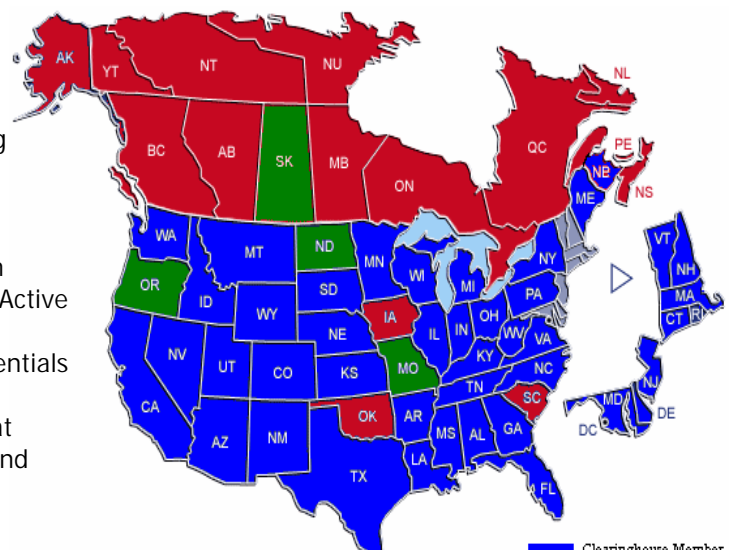 g
n
Active
entials
at
nd
AK
YT
NT
NU
NL
BC
AB
SK
MB
ON
QC
PE
NB
NS
ME
WA
MT
ND
MN
OR
ID
SD
WI
MI
NY
VT
NH
MA
CT
RI
WY
IA
PA
NE
IL
IN
OH
NV
UT
CO
KS
MO
KY
WV
VA
NJ
CA
TN
NC
MD
DE
DC
AZ
NM
OK
AR
SC
MS
AL
GA
TX
LA
FL
Clearinghouse Member